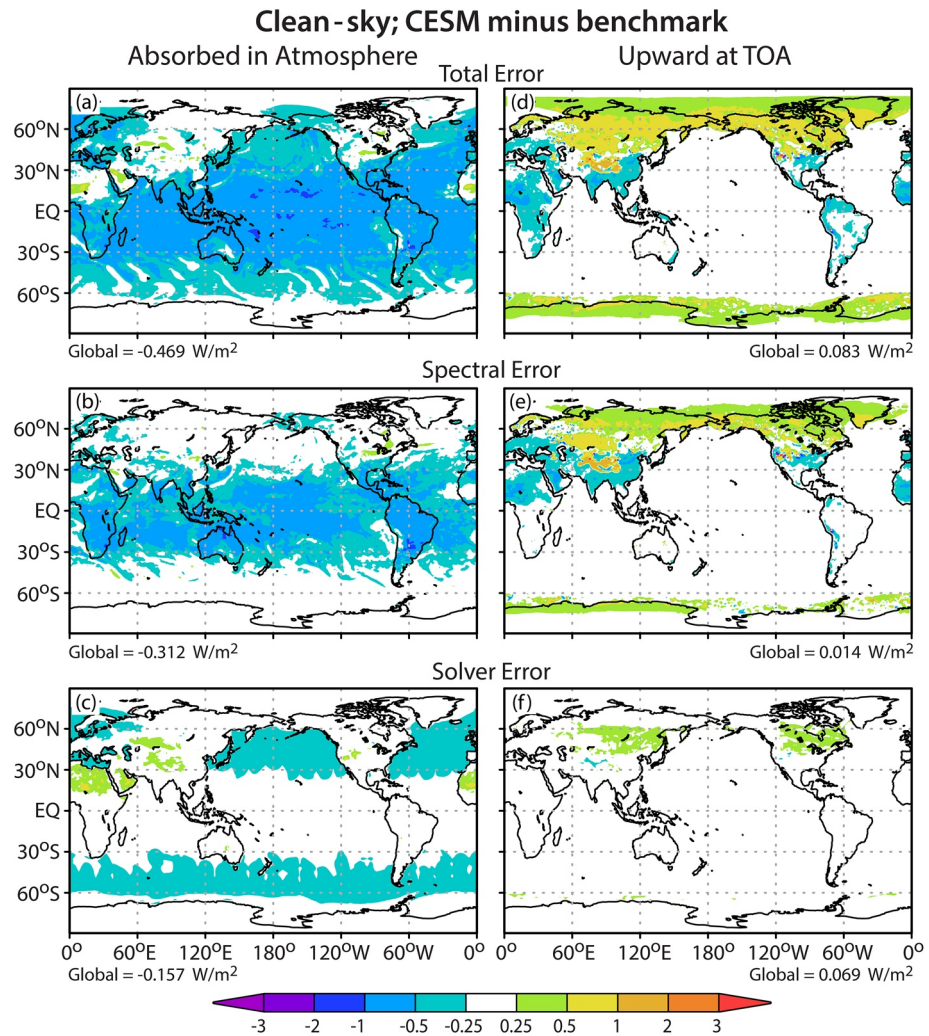 Clean-sky; CESM minus benchmark
Absorbed in Atmosphere Upward at TOA
Total Error
(a) (d)
60°N
30°N
EQ
30°S
60°S
Global = -0.469 W/m² Global = 0.083 W/m²
Spectral Error
(b) (e)
60°N
30°N
EQ
30°S
60°S
Global = -0.312 W/m² Global = 0.014 W/m²
Solver Error
(c) (f)
60°N
30°N
EQ
30°S
60°S
0° 60°E 120°E 180° 120°W 60°W 0° 0° 60°E 120°E 180° 120°W 60°W 0°
Global = -0.157 W/m² Global = 0.069 W/m²
-3 -2 -1 -0.5 -0.25 0.25 0.5 1 2 3